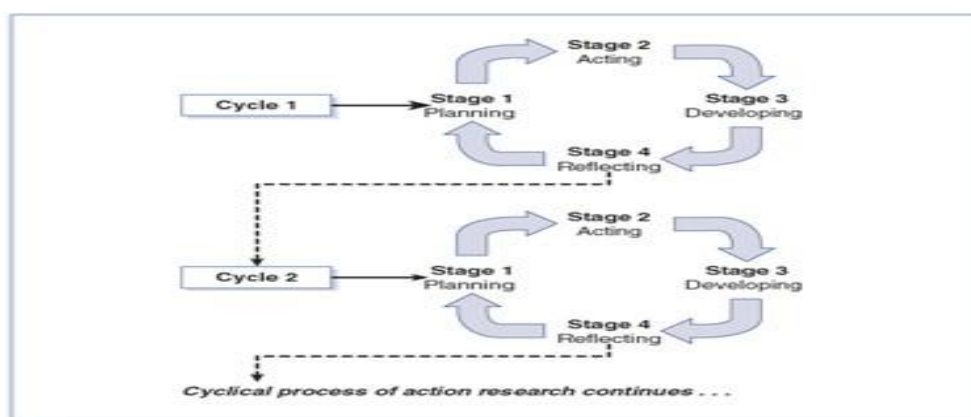 Stage 2
Acting
Cycle 1
Stage 1
Planning
Stage 3
Developing
Stage 4
Reflecting
Stage 2
Acting
Cycle 2
Stage 1
Planning
Stage 3
Developing
Stage 4
Reflecting
Cyclical process of action research continues . . .